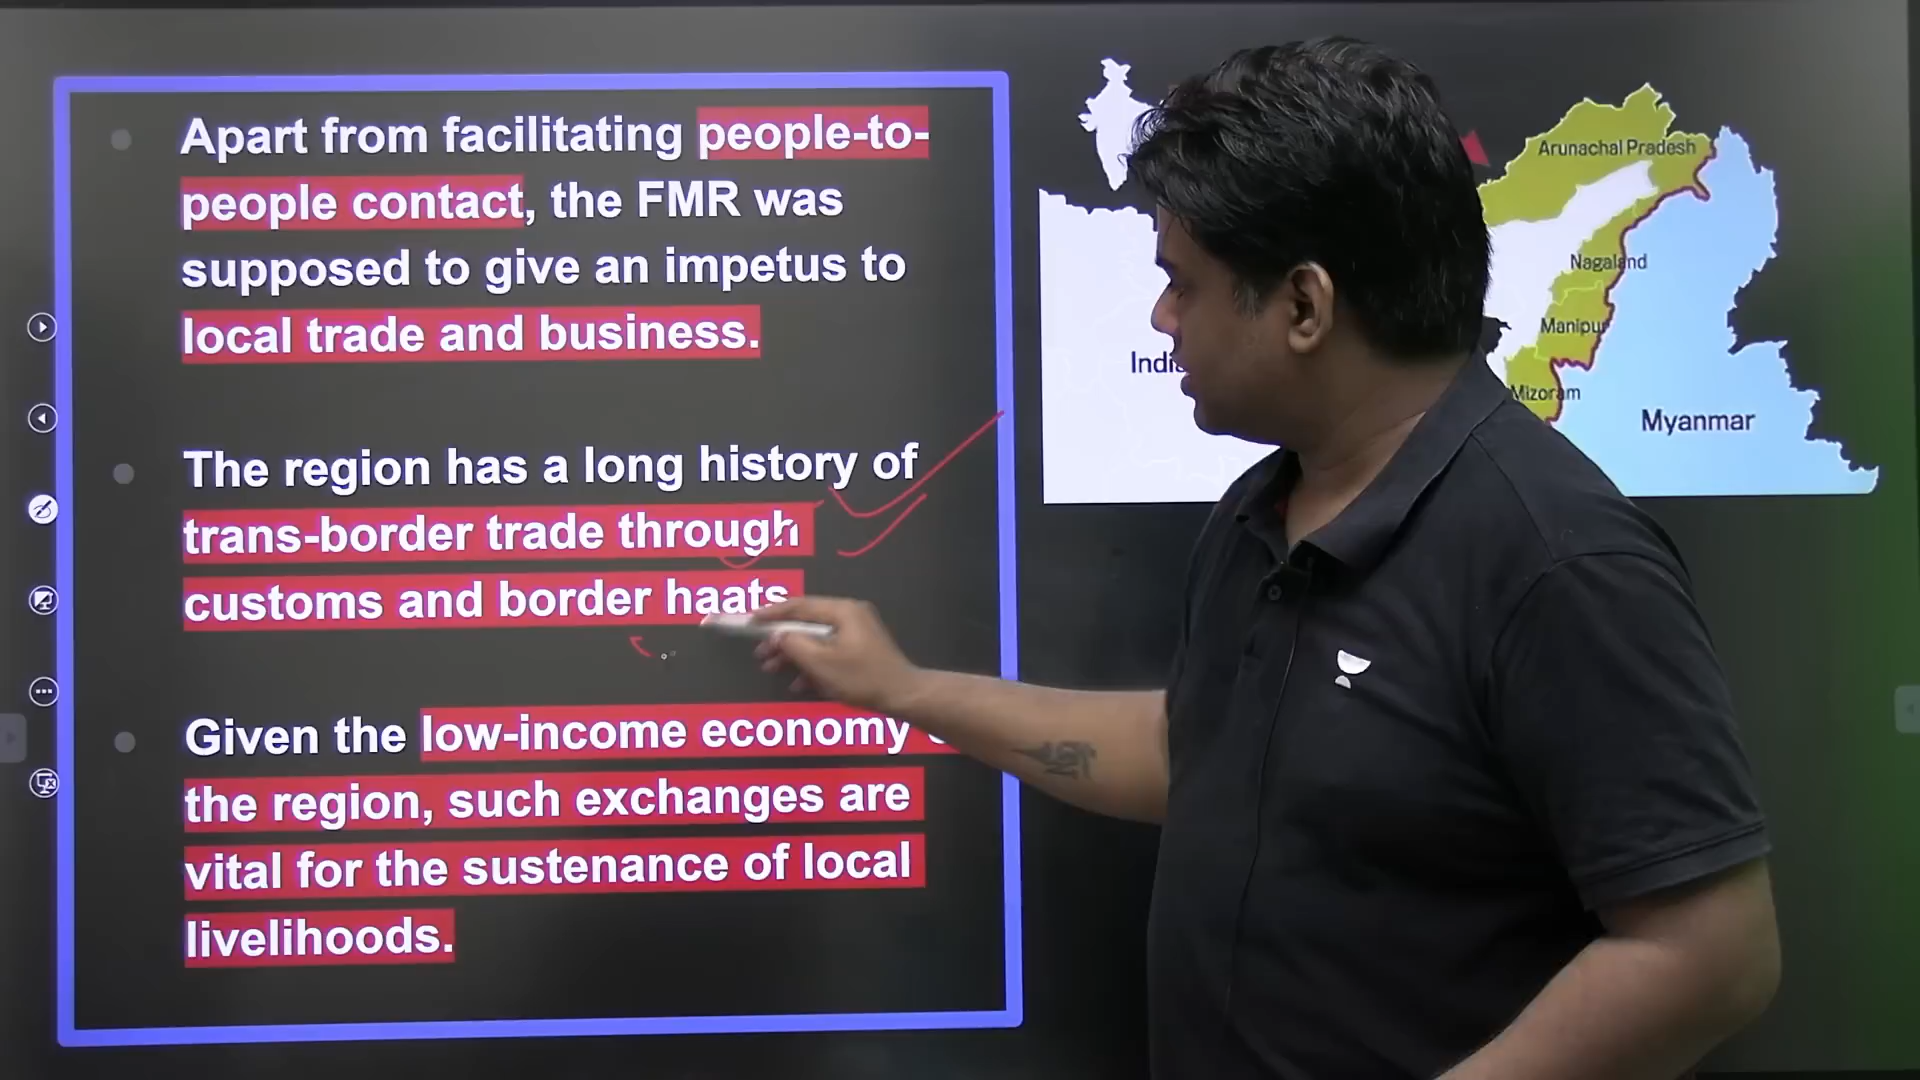 Apart from facilitating people-to-
people contact, the FMR was
supposed to give an impetus to
local trade and business.
The region has a long history of
trans-border trade through
customs and border haats
Given the low-income economy
the region, such exchanges are
vital for the sustenance of local
livelihoods.
Arunachal Pradesh
Nagaland
Manipur
Mizoram
Myanmar